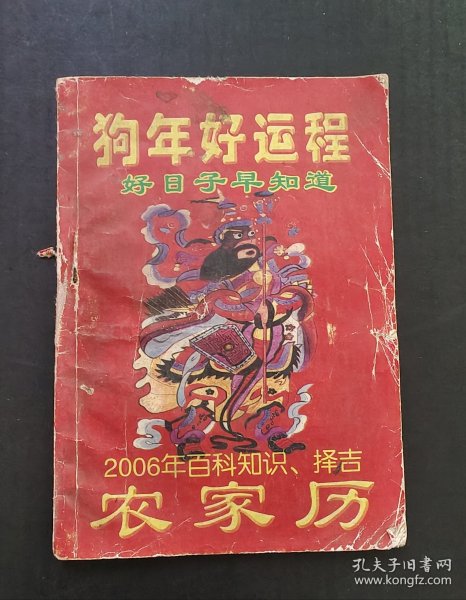 狗年好运程
好日子早知道
2006年百科知识、择吉
农家历
孔夫子旧书网
www.kongfz.com